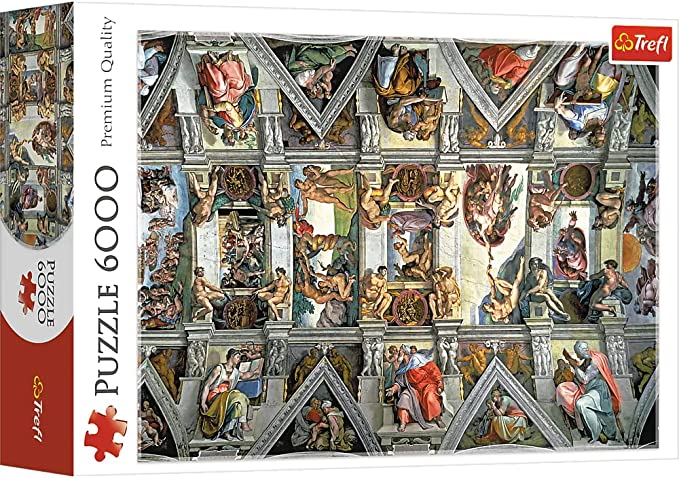 Trefl
Premium Quality
PUZZLE 6000
PUZZLE
6000
Trefl